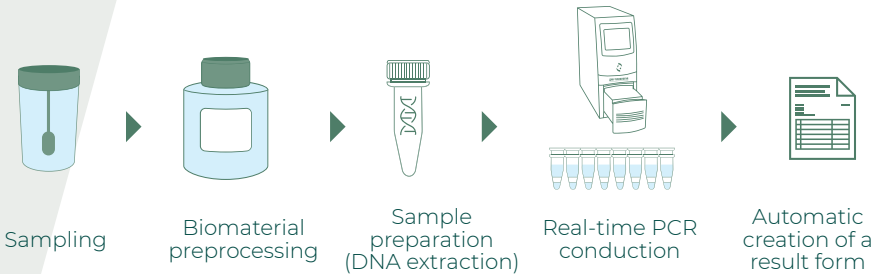 Sampling
Biomaterial
preprocessing
Sample
preparation
(DNA extraction)
Real-time PCR
conduction
Automatic
creation of a
result form